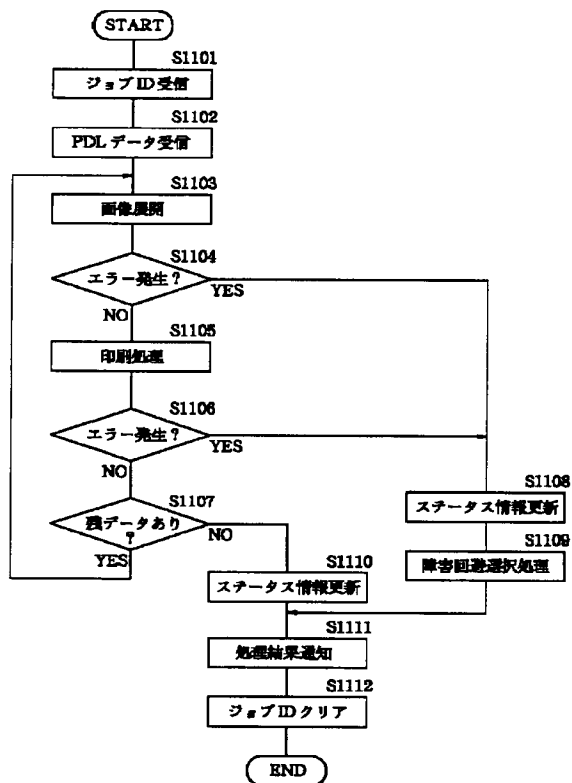 START
S1101
ジョブID受信
S1102
PDLデータ受信
S1103
画像展開
S1104
エラー発生?
YES
NO
S1105
印刷処理
S1106
エラー発生?
YES
NO
S1107
残データあり
?
NO
YES
S1108
ステータス情報更新
S1109
障害回避選択処理
S1110
ステータス情報更新
S1111
処理結果通知
S1112
ジョブIDクリア
END